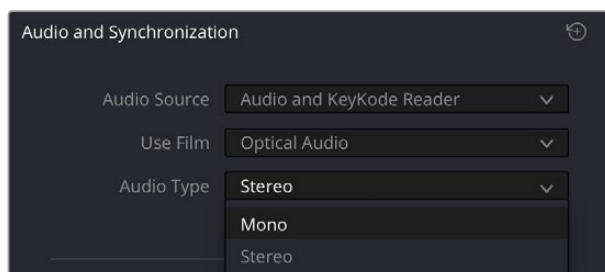 Audio and Synchronization
Audio Source Audio and KeyKode Reader
Use Film Optical Audio
Audio Type Stereo
Mono
Stereo